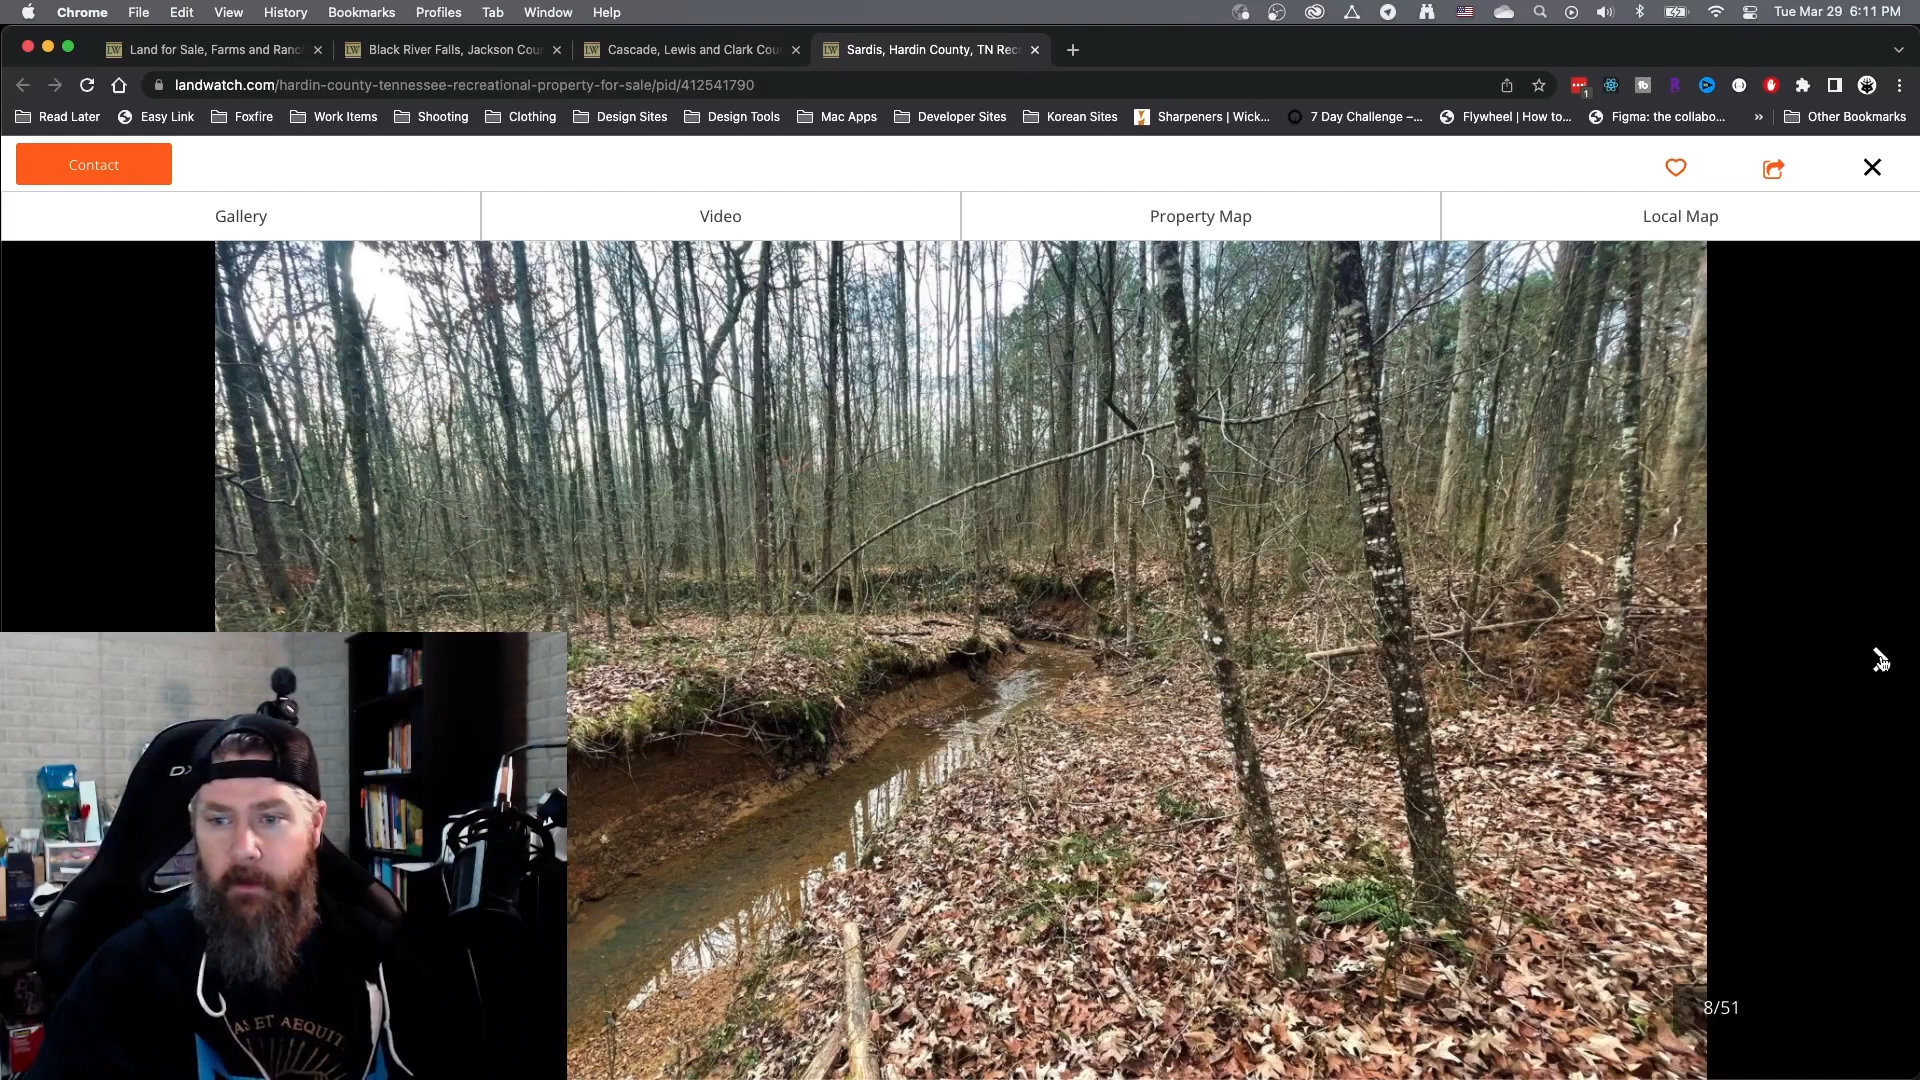 Chrome File Edit View History Bookmarks Profiles Tab Window Help Tue Mar 29 6:11 PM
Land for Sale, Farms and Ranc Black River Falls, Jackson Cou Cascade, Lewis and Clark Cou Sardis, Hardin County, TN Rec
landwatch.com/hardin-county-tennessee-recreational-property-for-sale/pid/412541790
Read Later Easy Link Foxfire Work Items Shooting Clothing Design Sites Design Tools Mac Apps Developer Sites Korean Sites Sharpeners | Wick... 7 Day Challenge –... Flywheel | How to... Figma: the collabo... » Other Bookmarks
Contact
Gallery Video Property Map Local Map
AS ET AEQUIT
8/51